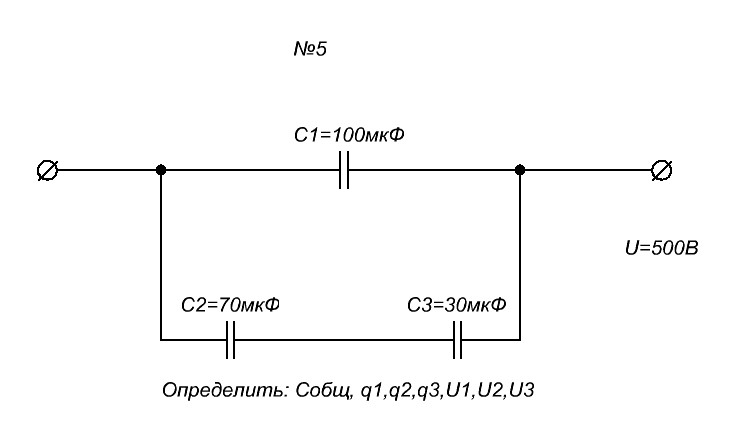 №5
C1=100мкФ
U=500В
C2=70мкФ
C3=30мкФ
Определить: Cобщ, q1,q2,q3,U1,U2,U3